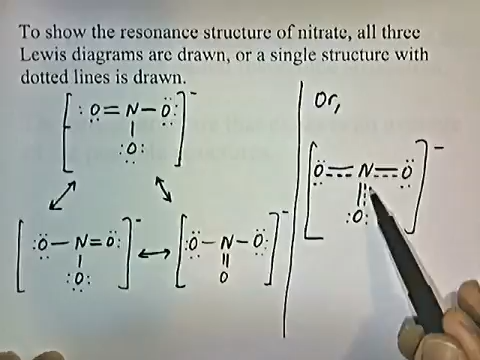 To show the resonance structure of nitrate, all three
Lewis diagrams are drawn, or a single structure with
dotted lines is drawn.
Or,
[:O=N-O:]⁻
O
[O=N=O]⁻
O
[:O-N=O:]⁻ ↔ [:O-N-O:]⁻
O
O